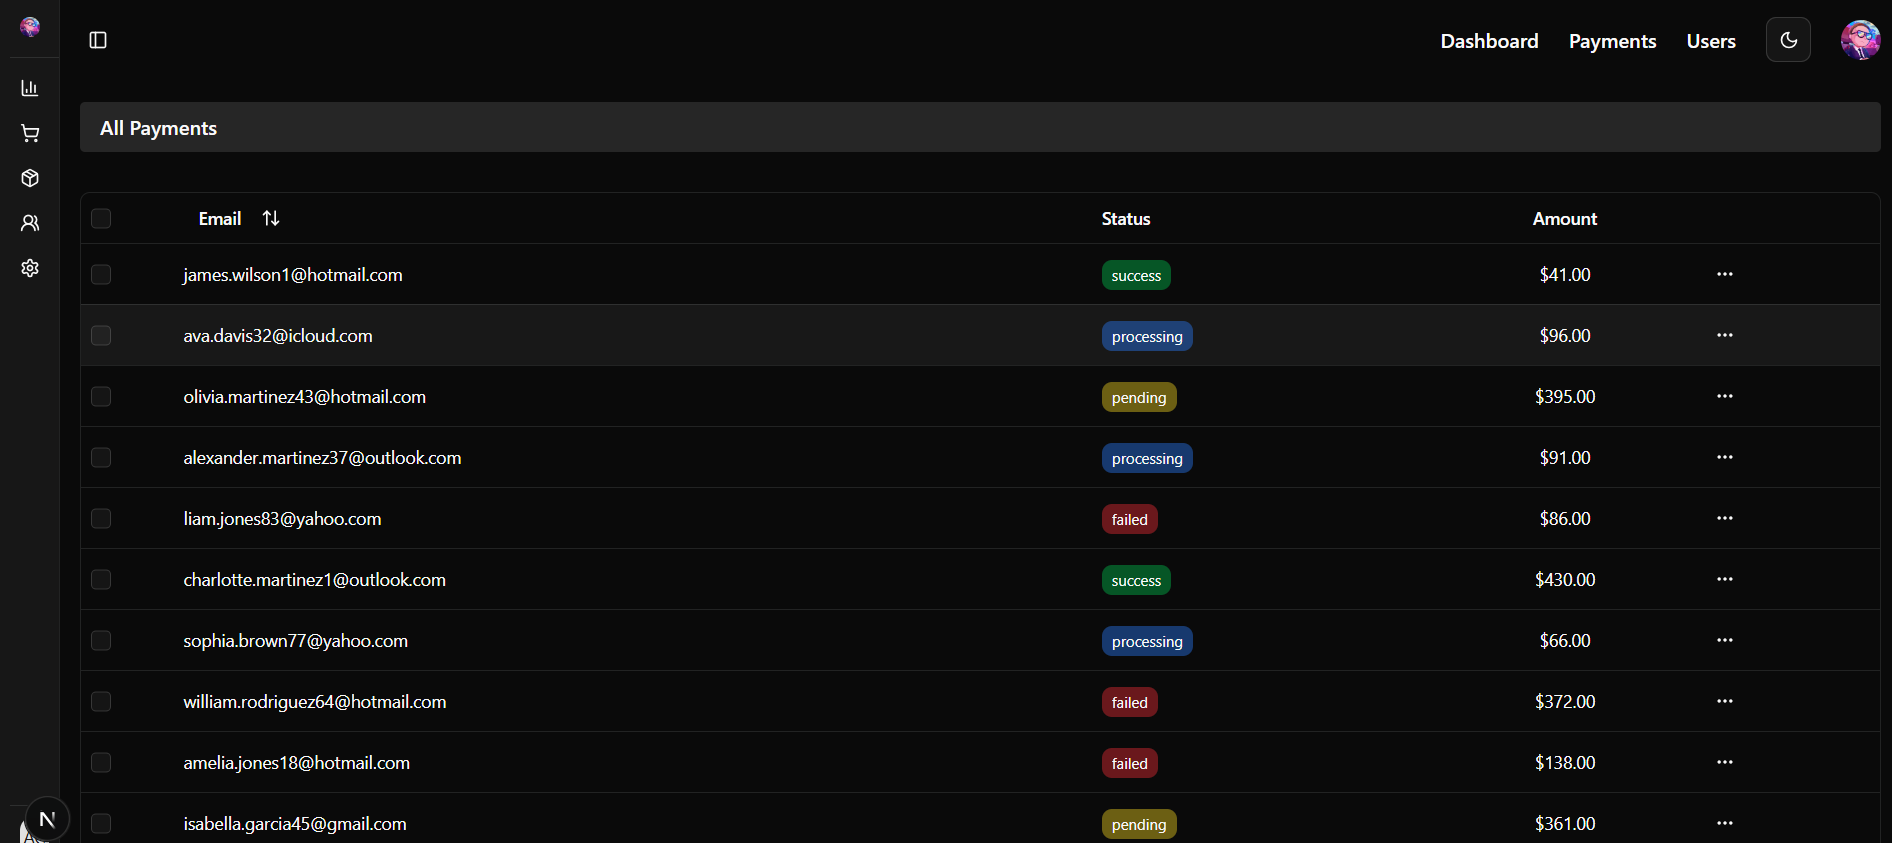 Dashboard Payments Users
All Payments
Email Status Amount
james.wilson1@hotmail.com success $41.00
ava.davis32@icloud.com processing $96.00
olivia.martinez43@hotmail.com pending $395.00
alexander.martinez37@outlook.com processing $91.00
liam.jones83@yahoo.com failed $86.00
charlotte.martinez1@outlook.com success $430.00
sophia.brown77@yahoo.com processing $66.00
william.rodriguez64@hotmail.com failed $372.00
amelia.jones18@hotmail.com failed $138.00
N
isabella.garcia45@gmail.com pending $361.00